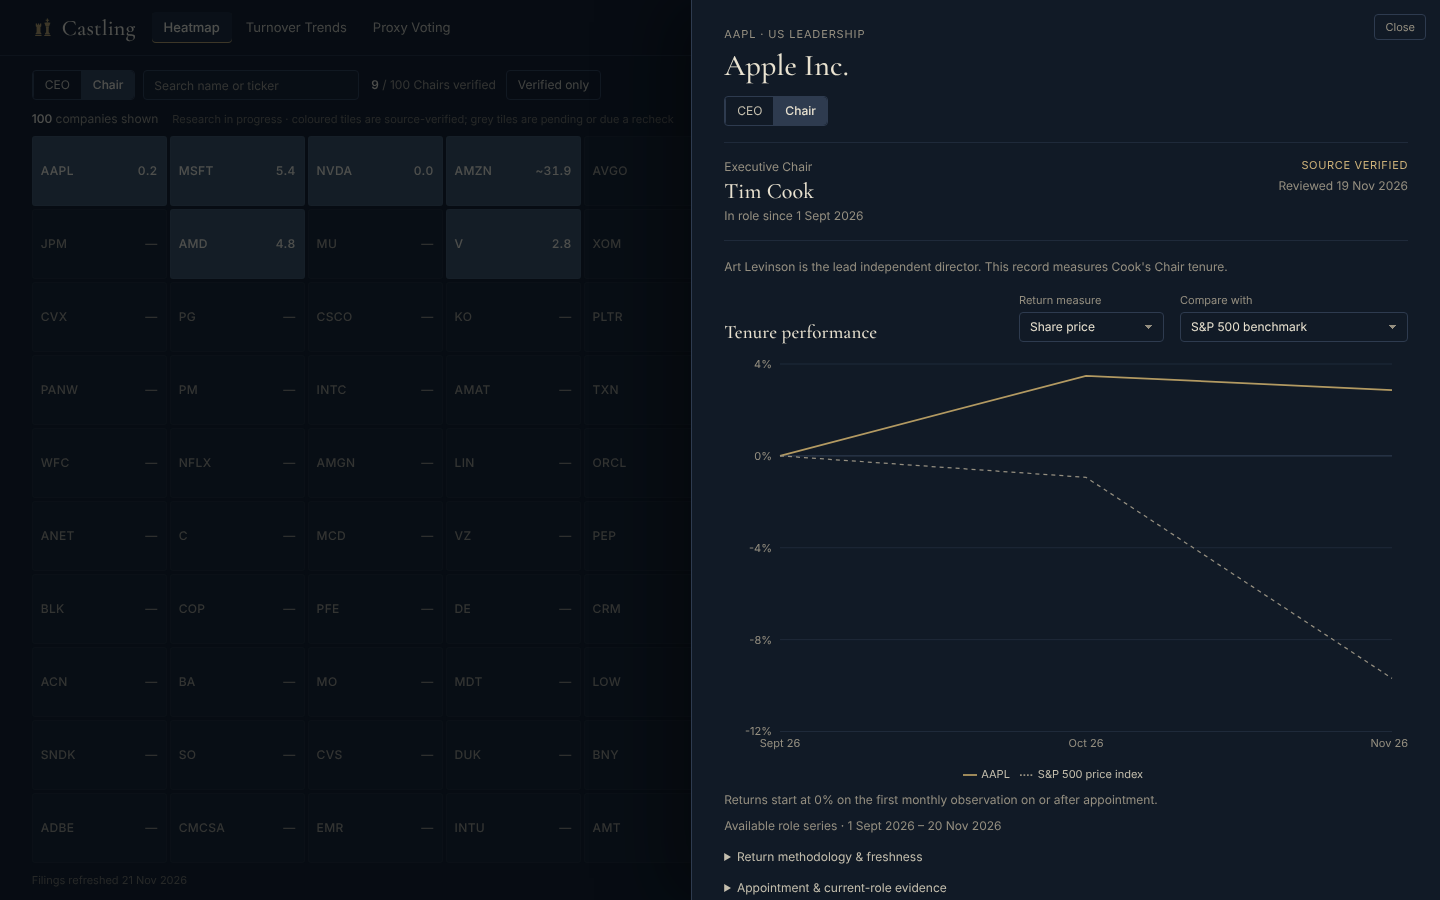 Castling
Heatmap
Turnover Trends
Proxy Voting
CEO
Chair
Search name or ticker
9 / 100 Chairs verified
Verified only
100 companies shown
Research in progress · coloured tiles are source-verified; grey tiles are pending or due a recheck
AAPL 0.2
MSFT 5.4
NVDA 0.0
AMZN ~31.9
AVGO
JPM —
AMD 4.8
MU —
V 2.8
XOM
CVX —
PG —
CSCO —
KO —
PLTR
PANW —
PM —
INTC —
AMAT —
TXN
WFC —
NFLX —
AMGN —
LIN —
ORCL
ANET —
C —
MCD —
VZ —
PEP
BLK —
COP —
PFE —
DE —
CRM
ACN —
BA —
MO —
MDT —
LOW
SNDK —
SO —
CVS —
DUK —
BNY
ADBE —
CMCSA —
EMR —
INTU —
AMT
Filings refreshed 21 Nov 2026
Close
AAPL · US LEADERSHIP
Apple Inc.
CEO
Chair
Executive Chair
Tim Cook
In role since 1 Sept 2026
SOURCE VERIFIED
Reviewed 19 Nov 2026
Art Levinson is the lead independent director. This record measures Cook's Chair tenure.
Tenure performance
Return measure
Share price
Compare with
S&P 500 benchmark
4%
0%
-4%
-8%
-12%
Sept 26
Oct 26
Nov 26
AAPL
S&P 500 price index
Returns start at 0% on the first monthly observation on or after appointment.
Available role series · 1 Sept 2026 – 20 Nov 2026
Return methodology & freshness
Appointment & current-role evidence